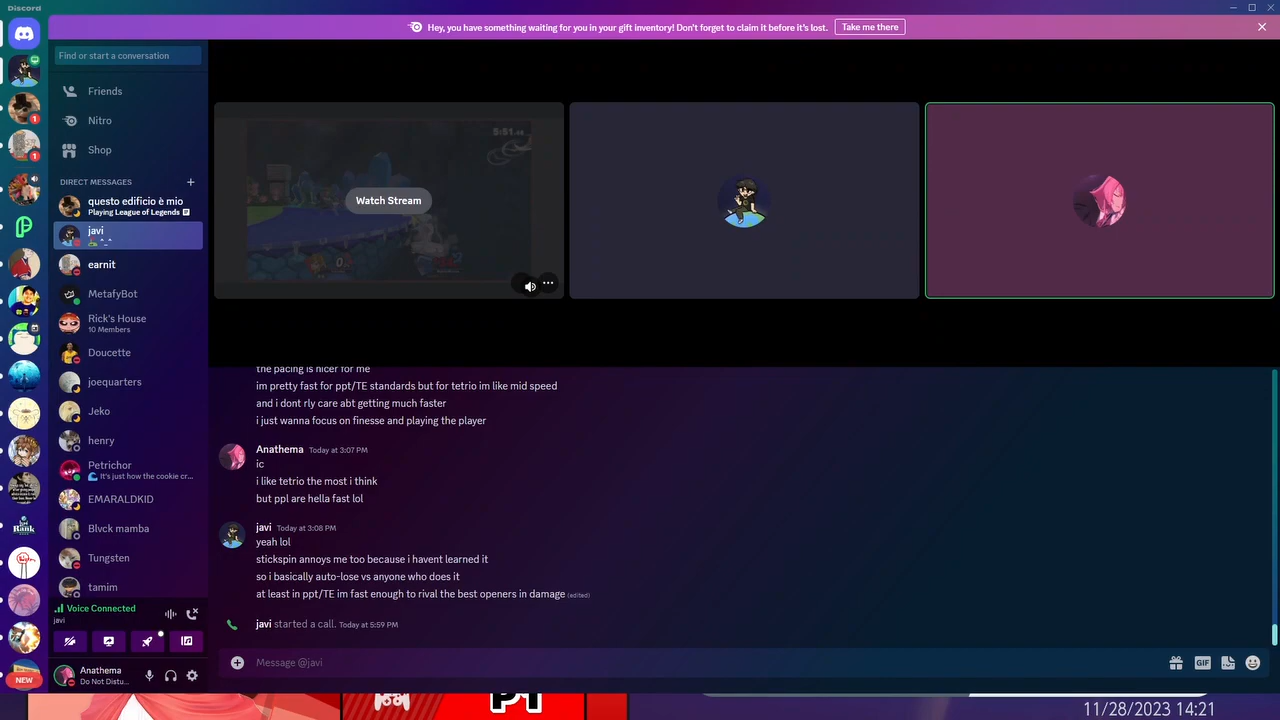 Discord
Hey, you have something waiting for you in your gift inventory! Don't forget to claim it before it's lost.
Take me there
Find or start a conversation
Friends
Nitro
Shop
DIRECT MESSAGES
questo edificio è mio
Playing League of Legends
javi
earnit
MetafyBot
Rick's House
10 Members
Doucette
joequarters
Jeko
henry
Petrichor
It's just how the cookie cr...
EMARALDKID
Blvck mamba
Tungsten
tamim
Voice Connected
javi
Anathema
Do Not Distu...
NEW
1
1
5:51
Watch Stream
the pacing is nicer for me
im pretty fast for ppt/TE standards but for tetrio im like mid speed
and i dont rly care abt getting much faster
i just wanna focus on finesse and playing the player
Anathema Today at 3:07 PM
ic
i like tetrio the most i think
but ppl are hella fast lol
javi Today at 3:08 PM
yeah lol
stickspin annoys me too because i havent learned it
so i basically auto-lose vs anyone who does it
at least in ppt/TE im fast enough to rival the best openers in damage (edited)
javi started a call. Today at 5:59 PM
Message @javi
GIF
11/28/2023 14:21